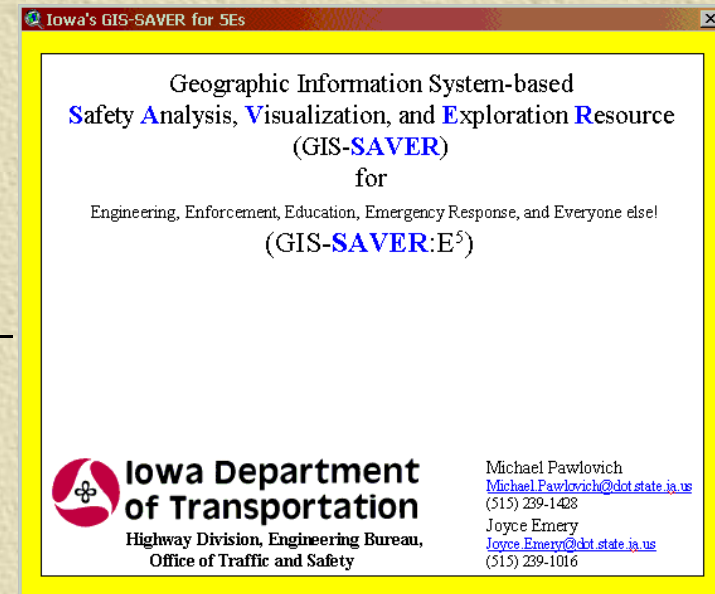 Iowa's GIS-SAVER for 5Es
Geographic Information System-based
Safety Analysis, Visualization, and Exploration Resource
(GIS-SAVER)
for
Engineering, Enforcement, Education, Emergency Response, and Everyone else!
(GIS-SAVER:E⁵)
Iowa Department
of Transportation
Highway Division, Engineering Bureau,
Office of Traffic and Safety
Michael Pawlovich
Michael.Pawlovich@dot.state.ia.us
(515) 239-1428
Joyce Emery
Joyce.Emery@dot.state.ia.us
(515) 239-1016